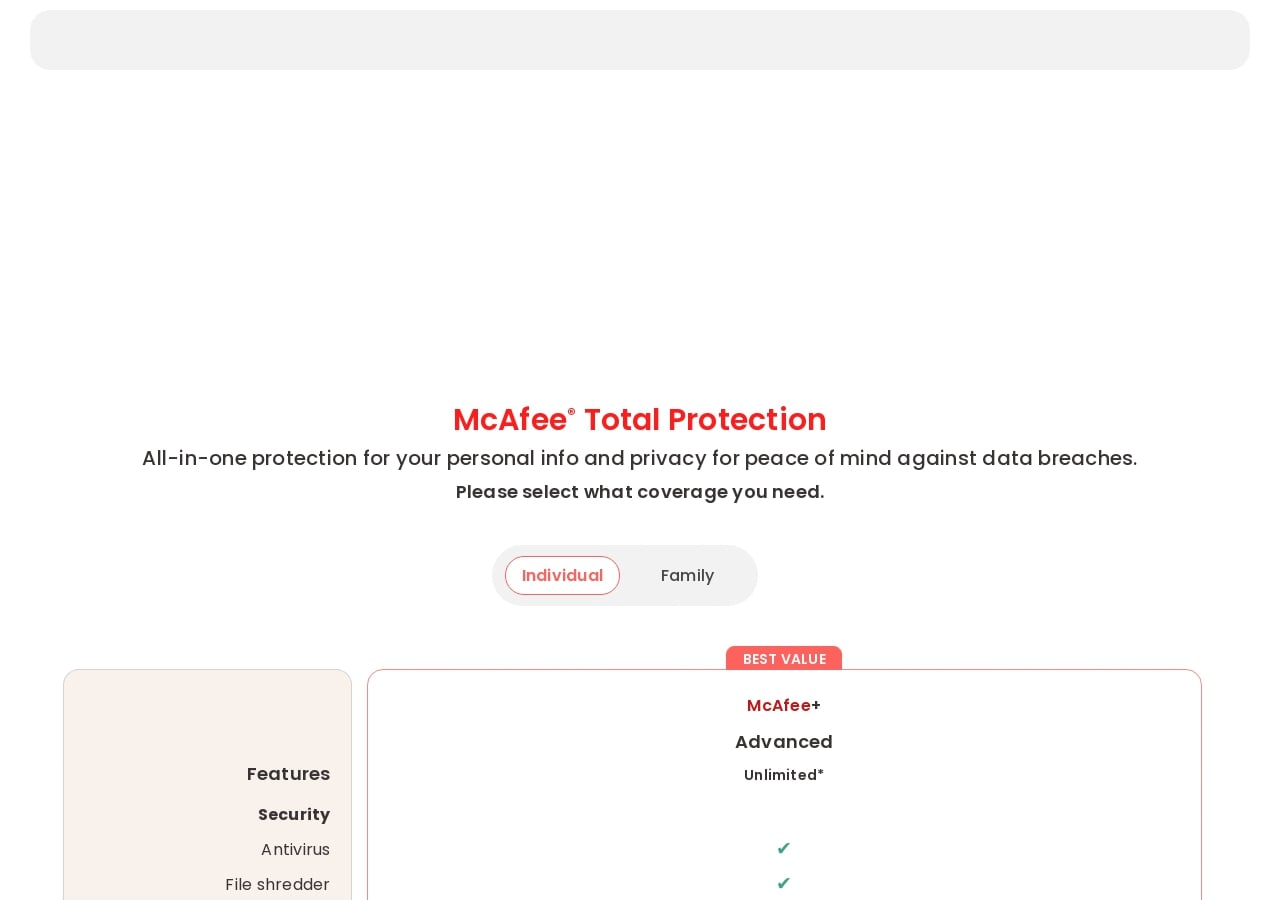 McAfee® Total Protection
All-in-one protection for your personal info and privacy for peace of mind against data breaches.
Please select what coverage you need.
Individual
Family
BEST VALUE
McAfee+
Advanced
Unlimited*
Features
Security
Antivirus ✔
File shredder ✔